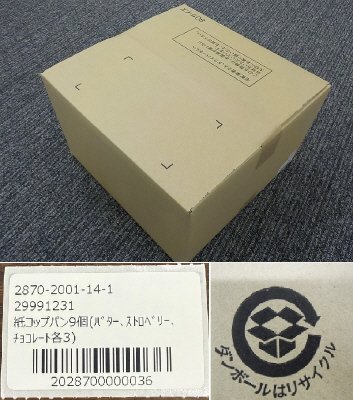 2870-2001-14-1
29991231
紙コップパン9個(ﾊﾞﾀｰ、ｽﾄﾛﾍﾞﾘｰ、
ﾁｮｺﾚｰﾄ各3)
2028700000036
ダンボールはリサイクル